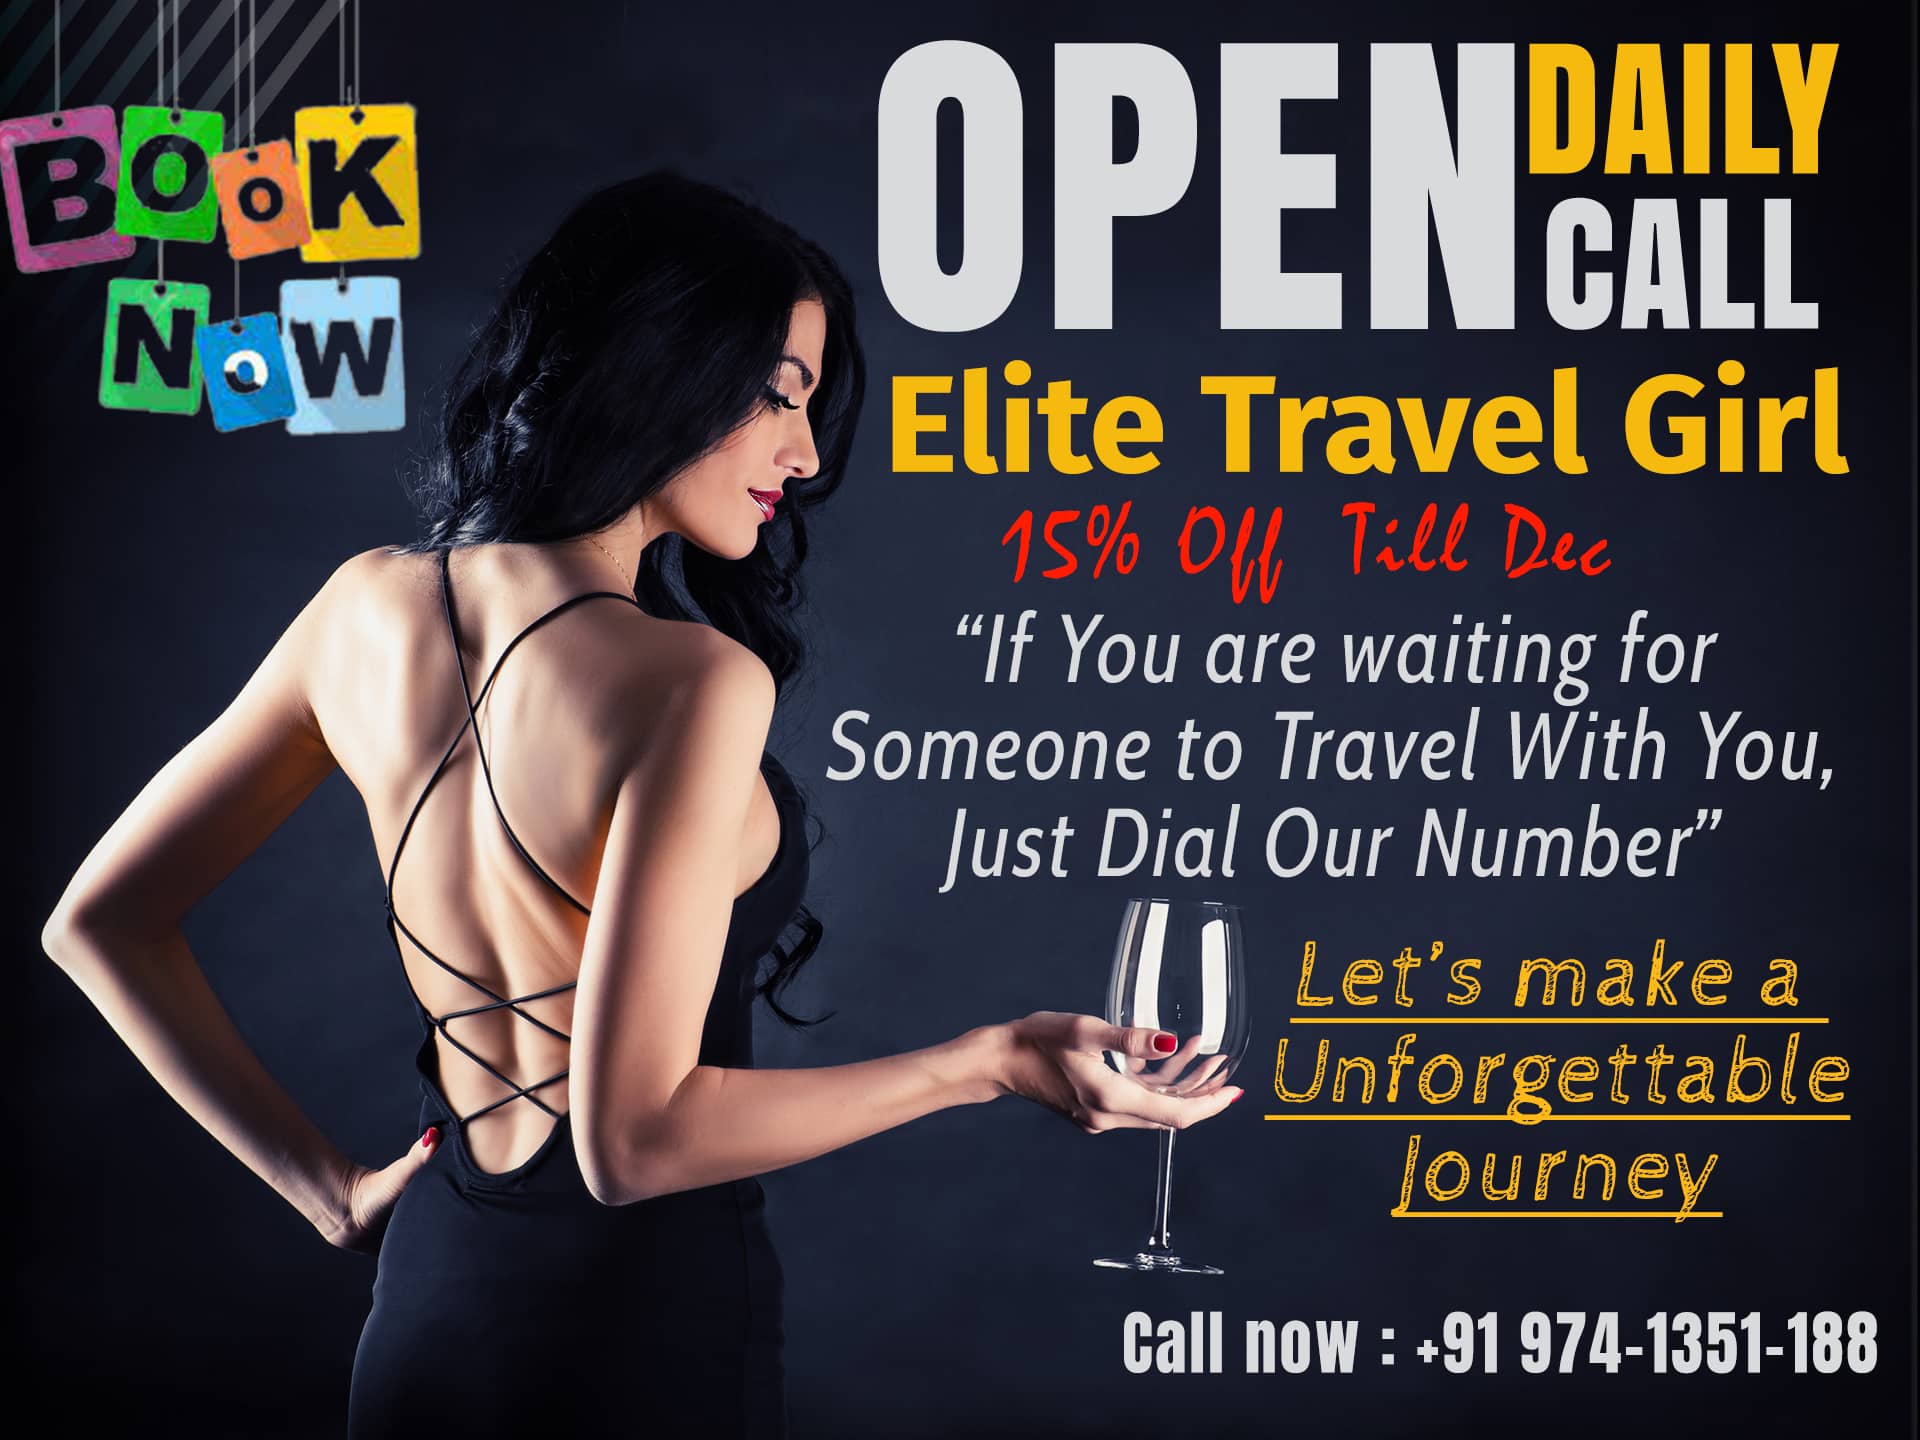 BOOK
NOW
OPEN DAILY
CALL
Elite Travel Girl
15% Off Till Dec
“If You are waiting for
Someone to Travel With You,
Just Dial Our Number”
Let's make a
Unforgettable
Journey
Call now : +91 974-1351-188